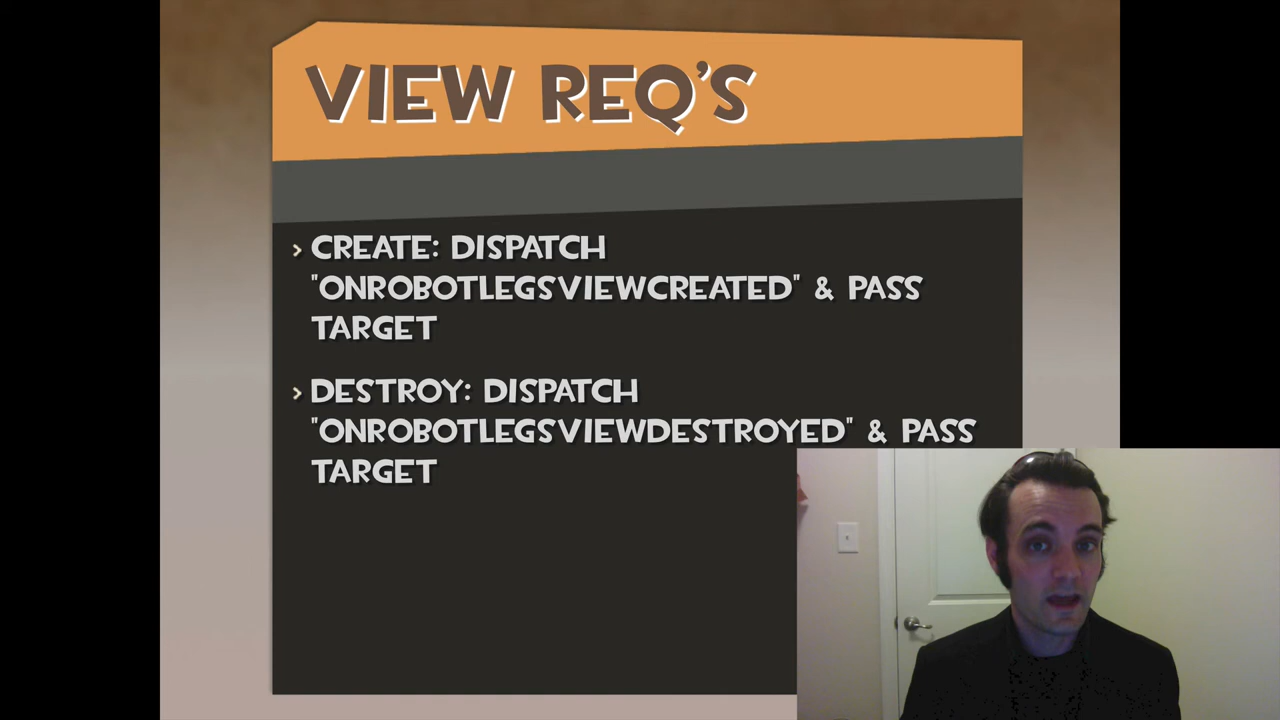 VIEW REQ'S
› CREATE: DISPATCH
"ONROBOTLEGSVIEWCREATED" & PASS
TARGET
› DESTROY: DISPATCH
"ONROBOTLEGSVIEWDESTROYED" & PASS
TARGET